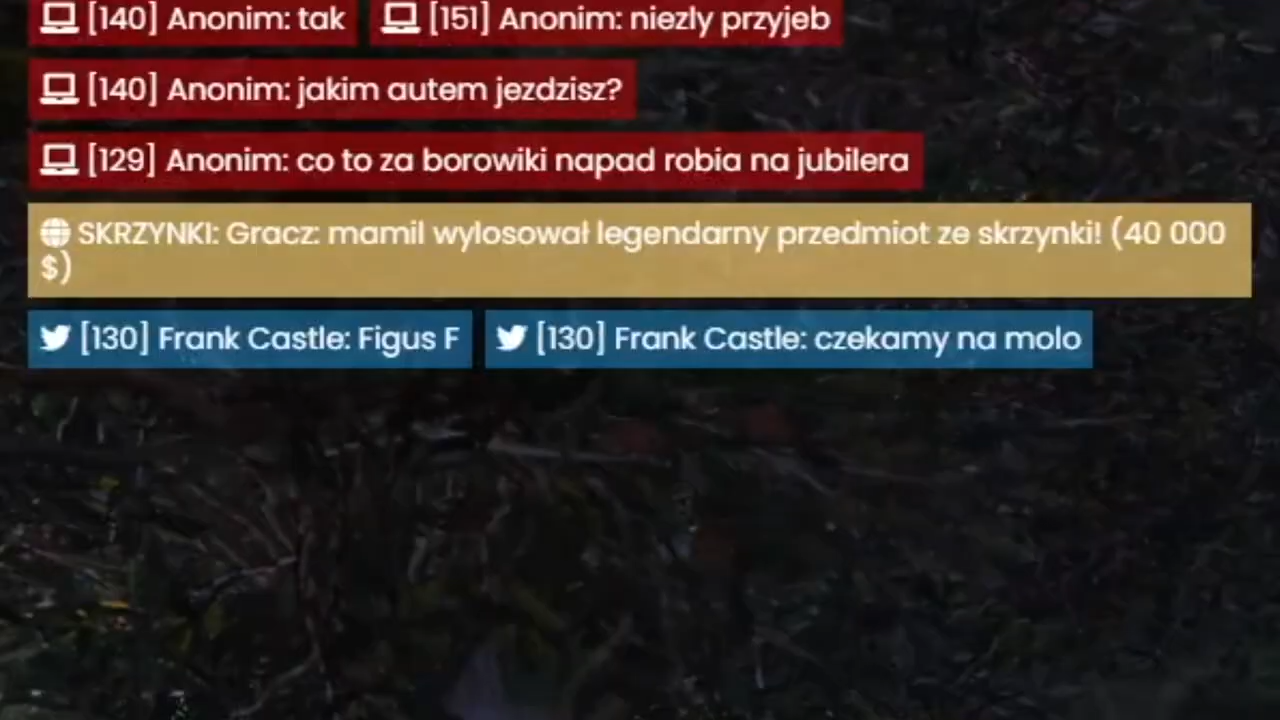 [140] Anonim: tak [151] Anonim: niezly przyjeb
[140] Anonim: jakim autem jezdzisz?
[129] Anonim: co to za borowiki napad robia na jubilera
SKRZYNKI: Gracz: mamil wylosował legendarny przedmiot ze skrzynki! (40 000
$)
[130] Frank Castle: Figus F [130] Frank Castle: czekamy na molo